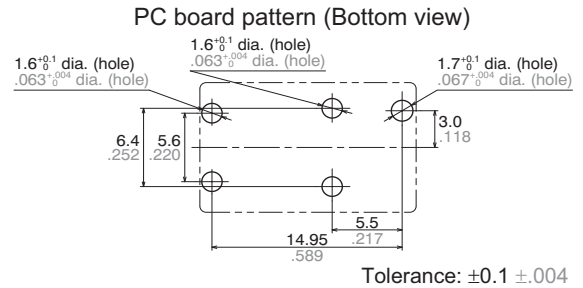 PC board pattern (Bottom view)
1.6+0.1 0 dia. (hole)
.063+.004 0 dia. (hole)
1.6+0.1 0 dia. (hole)
.063+.004 0 dia. (hole)
1.7+0.1 0 dia. (hole)
.067+.004 0 dia. (hole)
6.4
.252
5.6
.220
3.0
.118
5.5
.217
14.95
.589
Tolerance: ±0.1 ±.004